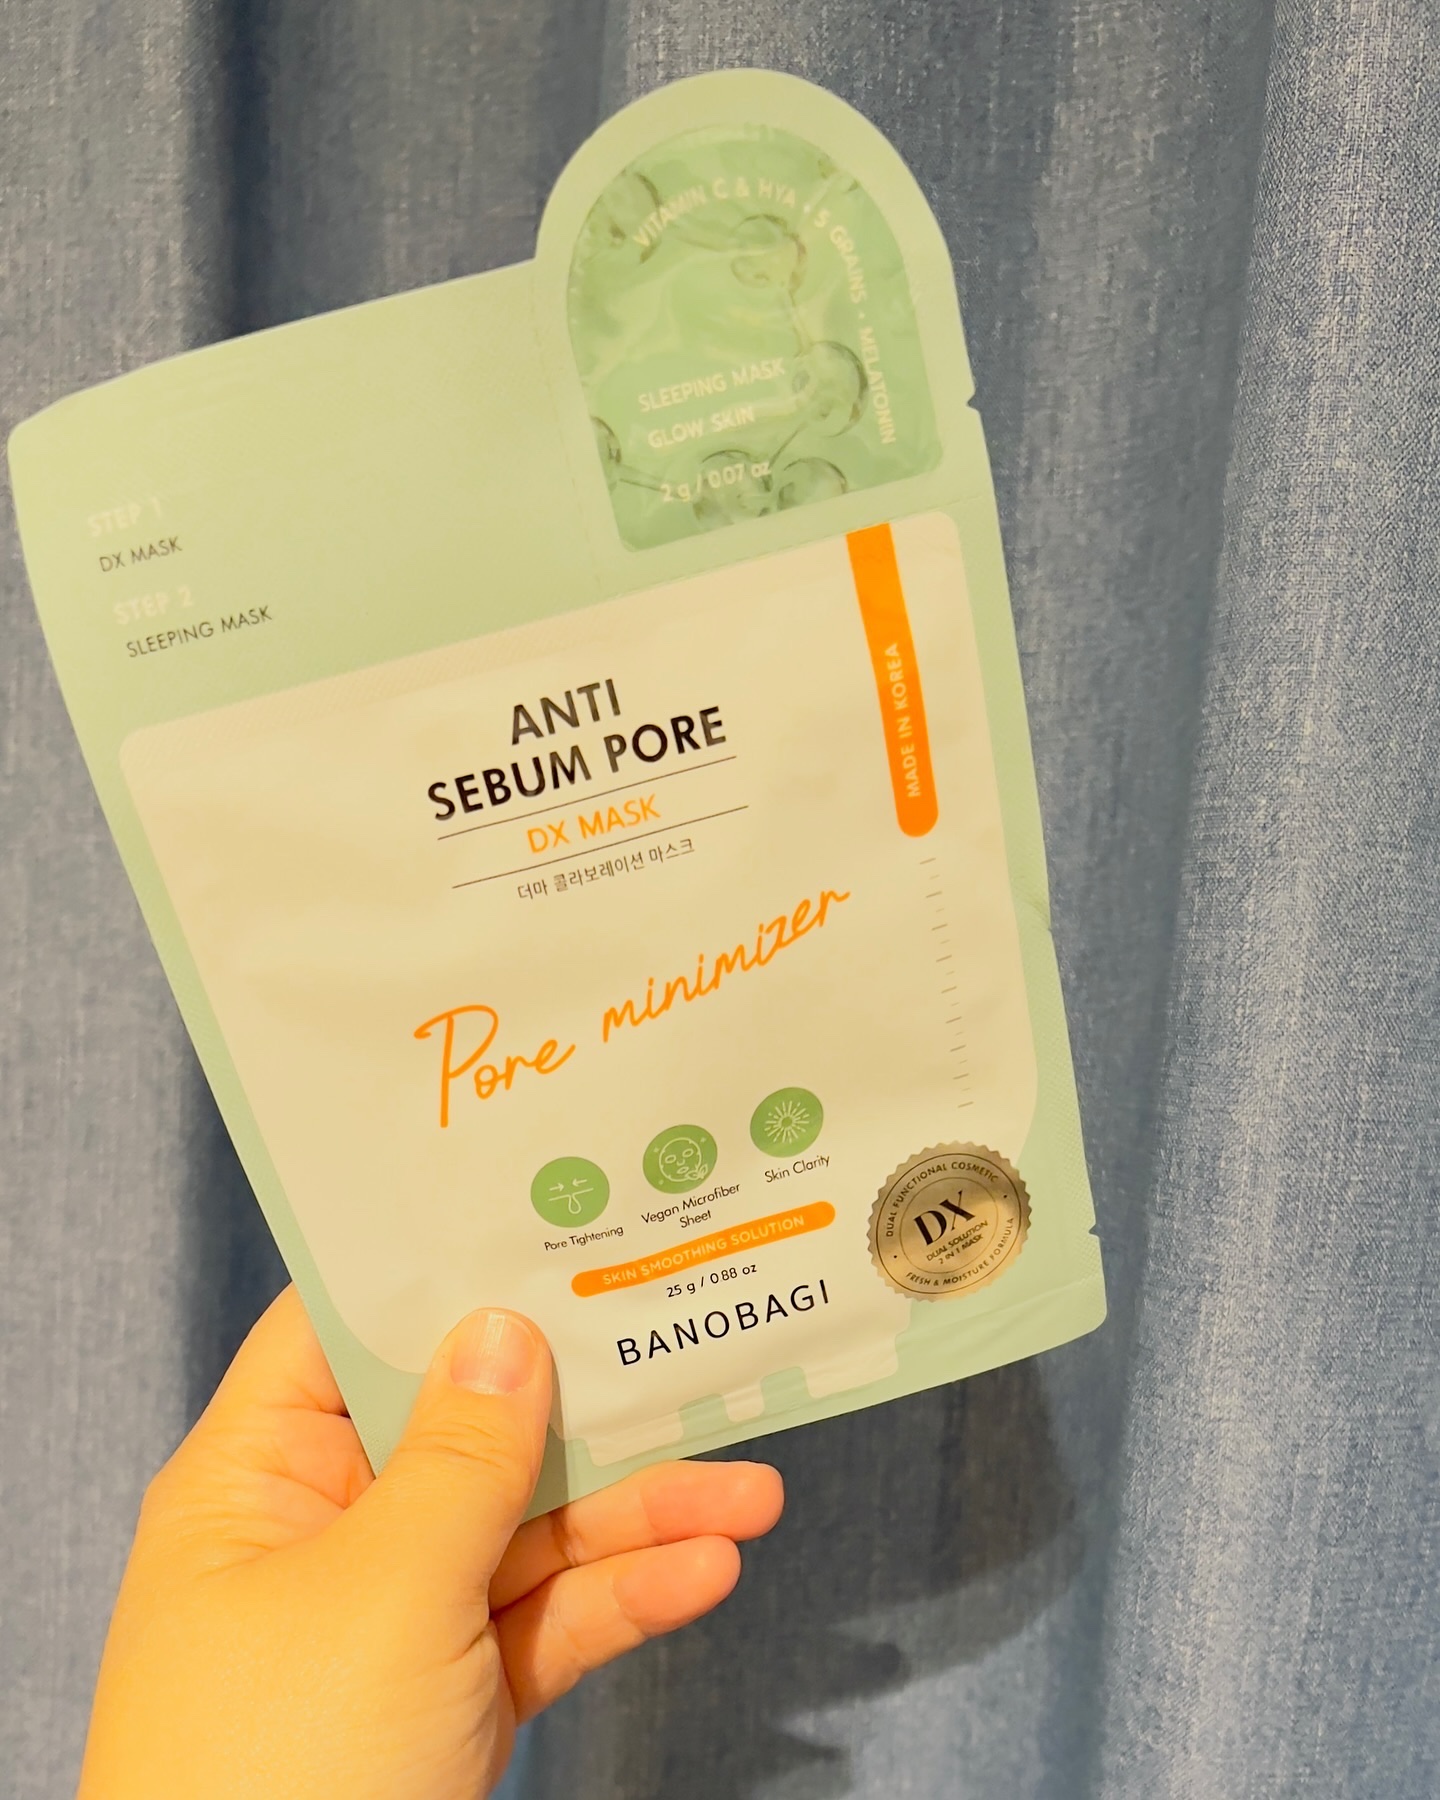 VITAMIN C & HYA • 5 GRAINS • MELATONIN
SLEEPING MASK
GLOW SKIN
2 g / 0.07 oz
STEP 1
DX MASK
STEP 2
SLEEPING MASK
MADE IN KOREA
ANTI
SEBUM PORE
DX MASK
더마 콜라보레이션 마스크
Pore minimizer
Pore Tightening
Vegan Microfiber
Sheet
Skin Clarity
SKIN SMOOTHING SOLUTION
25 g / 0.88 oz
BANOBAGI
DUAL FUNCTIONAL COSMETIC
DX
DUAL SOLUTION
2 IN 1 MASK
FRESH & MOISTURE FORMULA